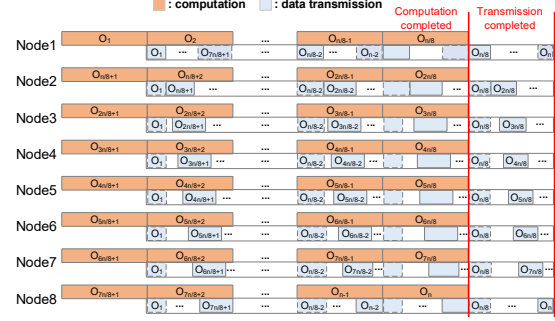 : computation : data transmission
Computation completed Transmission completed
Node1 O1 O2 ... On/8-1 On/8
O1 ... O7n/8+1 On/8-2 ... On-2 On/8 ... On
Node2 On/8+1 On/8+2 ... 2n/8-1 O2n/8
O1 On/8+1 ... On/8-2 O2n/8-2 ... ... On/8 O2n/8 ...
Node3 O2n/8+1 O2n/8+2 ... O3n/8-1 O3n/8
O1 O2n/8+1 ... On/8-2 O3n/8-2 ... ... On/8 O3n/8 ...
Node4 O3n/8+1 O3n/8+2 ... O4n/8-1 O4n/8
O1 O3n/8+1 ... On/8-2 O4n/8-2 ... ... On/8 O4n/8 ...
Node5 O4n/8+1 O4n/8+2 ... O5n/8-1 O5n/8
O1 O4n/8+1 ... On/8-2 O5n/8-2 ... ... On/8 O5n/8 ...
Node6 O5n/8+1 O5n/8+2 ... O6n/8-1 O6n/8
O1 O5n/8+1 ... On/8-2 O6n/8-2 ... ... On/8 O6n/8 ...
Node7 O6n/8+1 O6n/8+2 ... O7n/8-1 O7n/8
O1 O6n/8+1 ... On/8-2 O7n/8-2 ... ... On/8 O7n/8 ...
Node8 O7n/8+1 O7n/8+2 ... On-1 On
O1 ... O7n/8+1 On/8-2 ... On-2 ... On/8 ... On